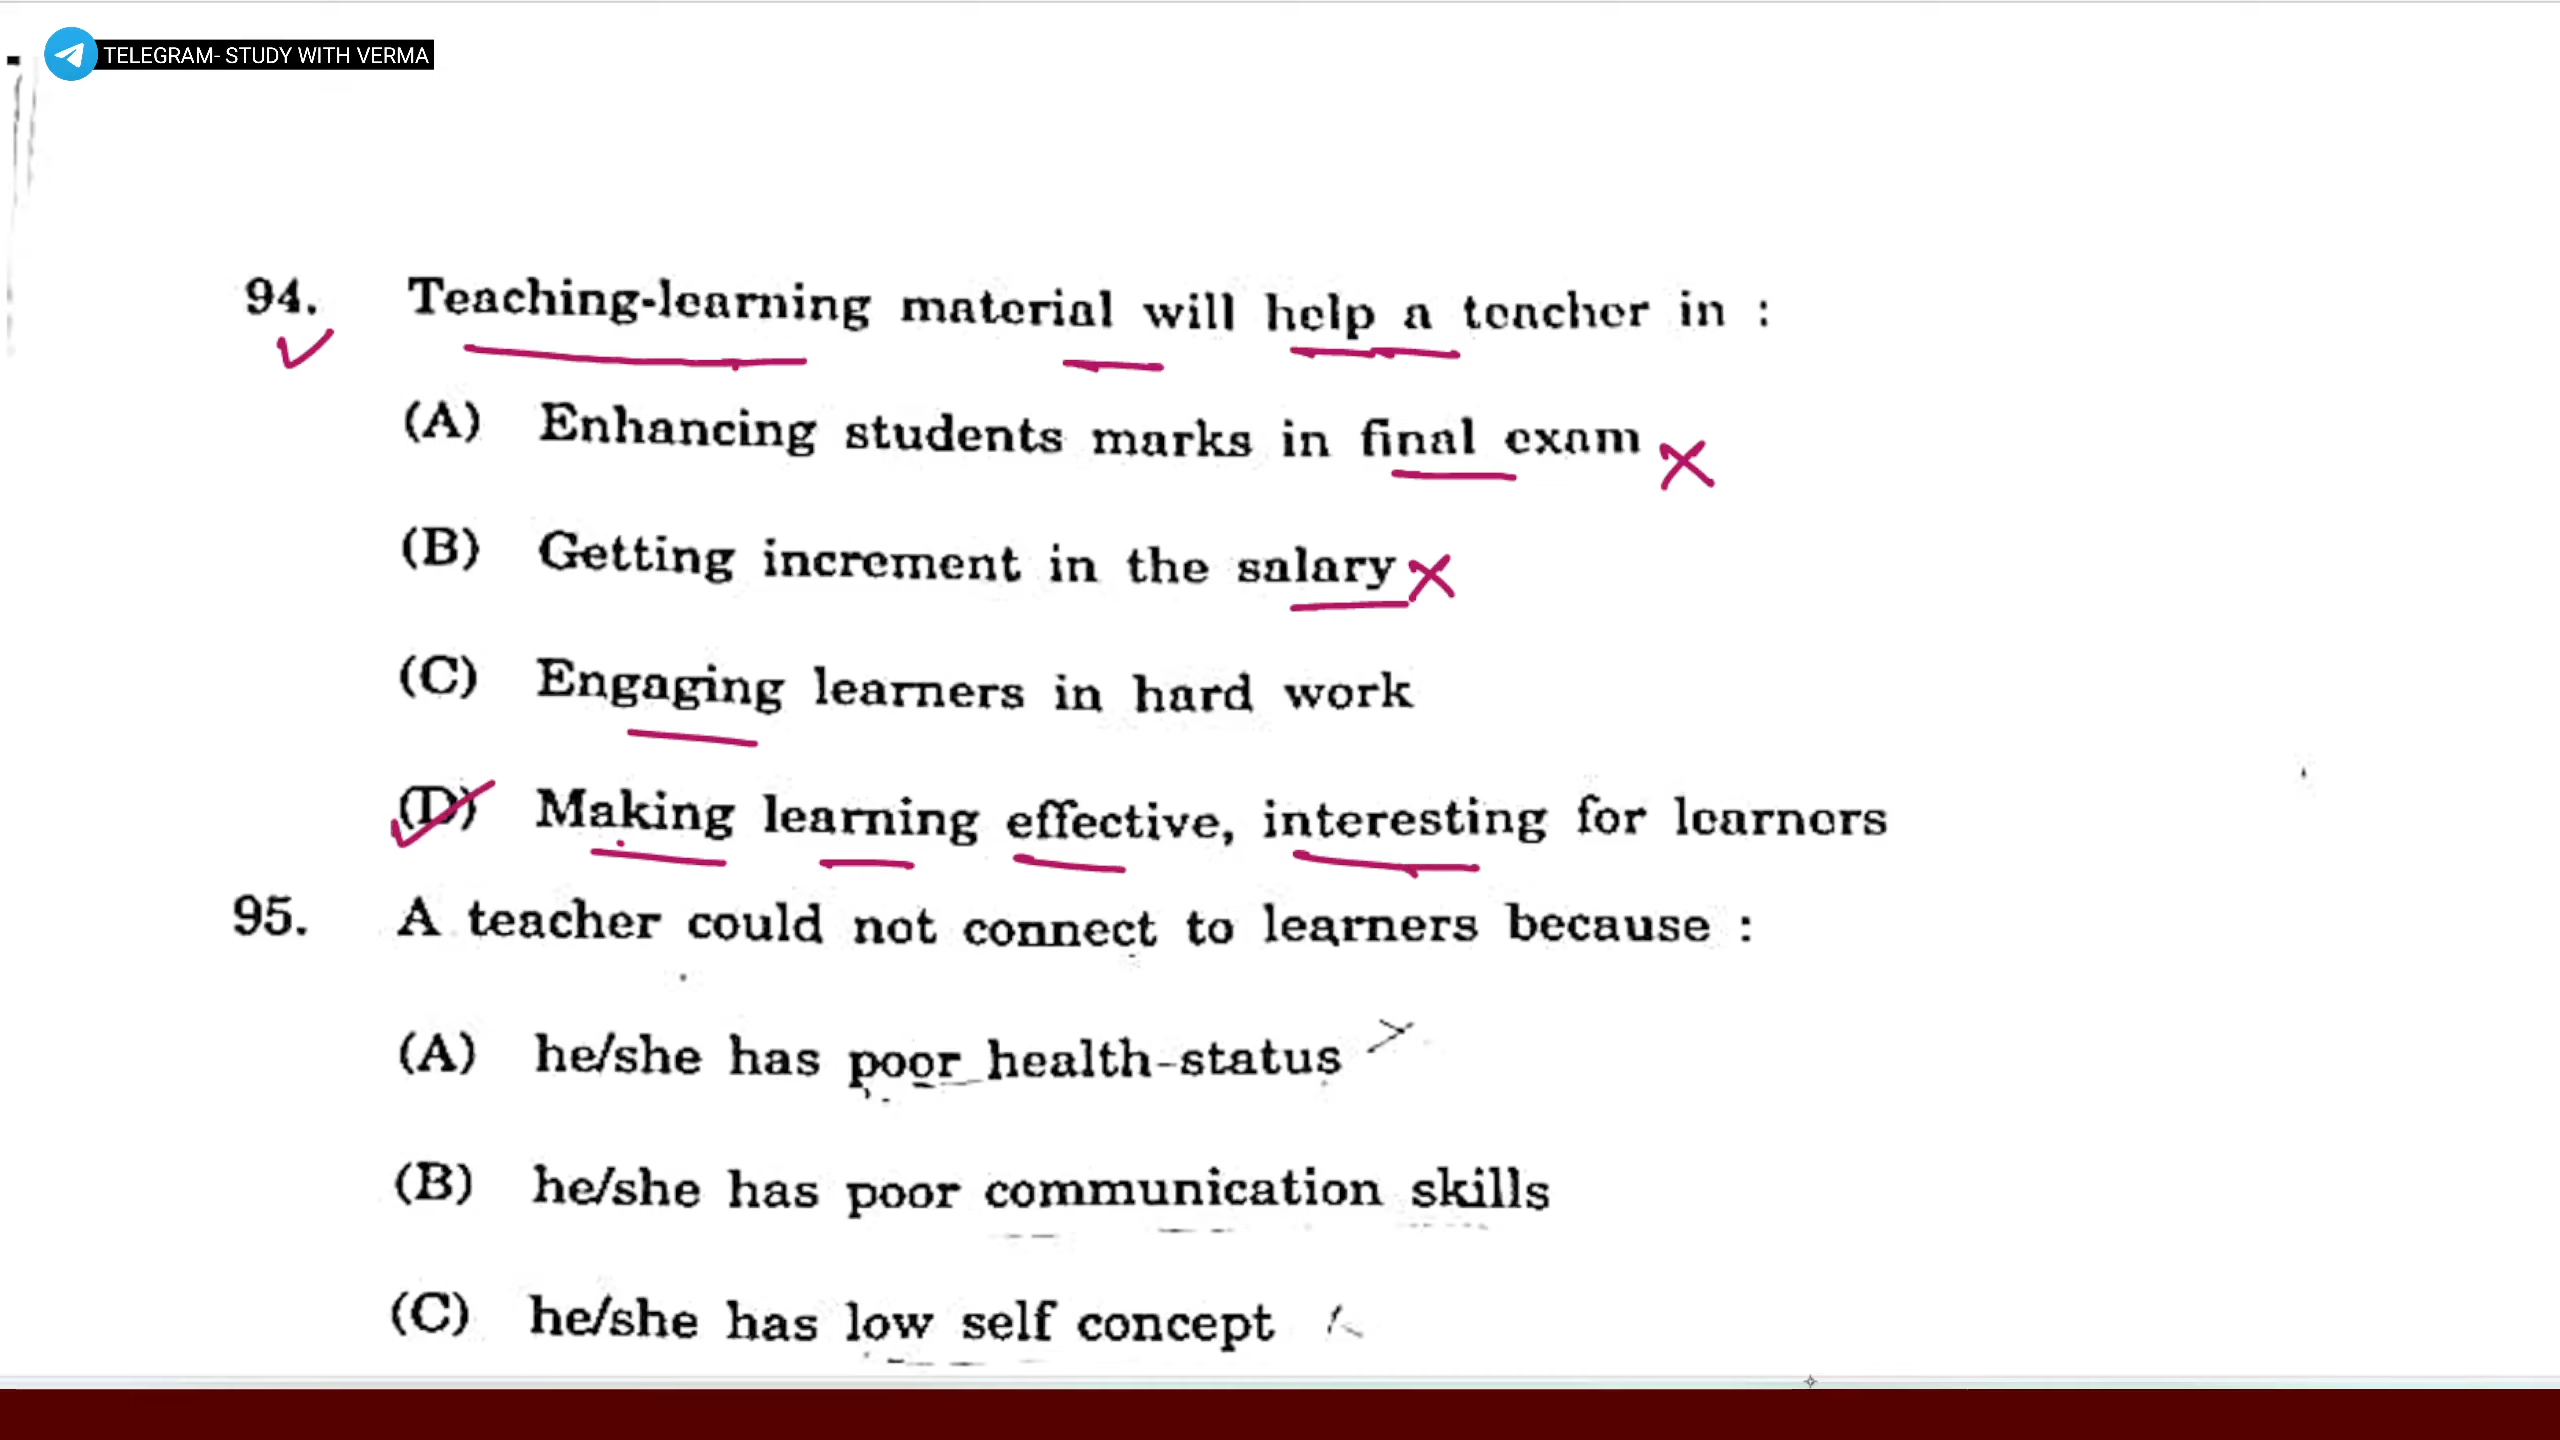 TELEGRAM- STUDY WITH VERMA
94. Teaching-learning material will help a teacher in :
(A) Enhancing students marks in final exam
(B) Getting increment in the salary
(C) Engaging learners in hard work
(D) Making learning effective, interesting for learners
95. A teacher could not connect to learners because :
(A) he/she has poor health-status
(B) he/she has poor communication skills
(C) he/she has low self concept